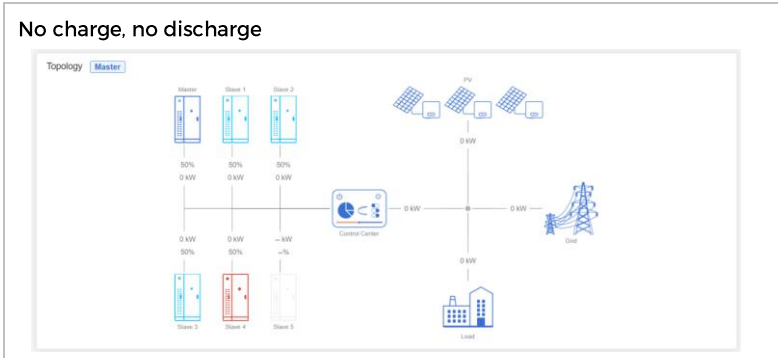 No charge, no discharge
Topology Master
Master Slave 1 Slave 2
PV
50% 50% 50%
0 kW 0 kW 0 kW
0 kW
0 kW 0 kW
Control Center
Grid
0 kW 0 kW -- kW
50% 50% --%
0 kW
Slave 3 Slave 4 Slave 5
Load